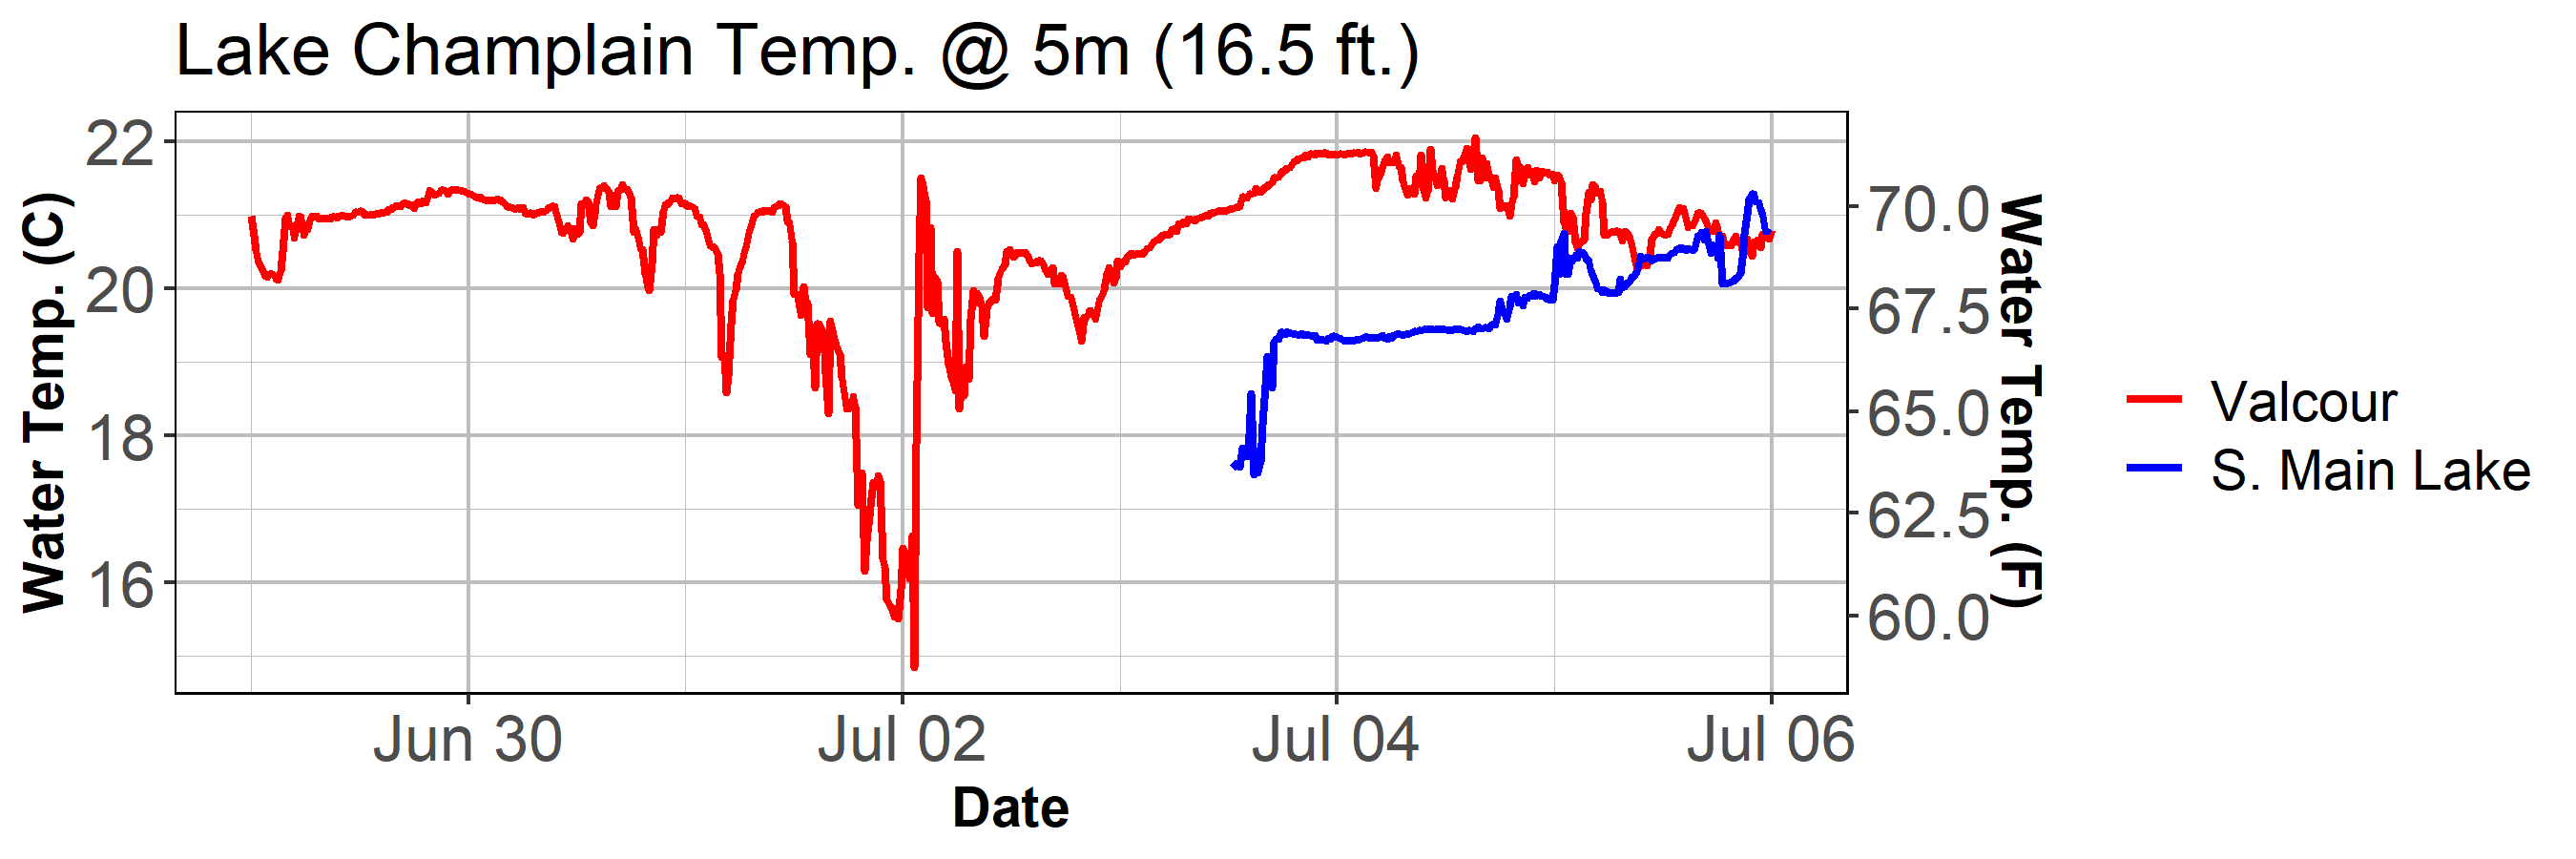 Lake Champlain Temp. @ 5m (16.5 ft.)
Water Temp. (C)
22
20
18
16
70.0
67.5
65.0
62.5
60.0
Water Temp. (F)
Valcour
S. Main Lake
Jun 30
Jul 02
Jul 04
Jul 06
Date